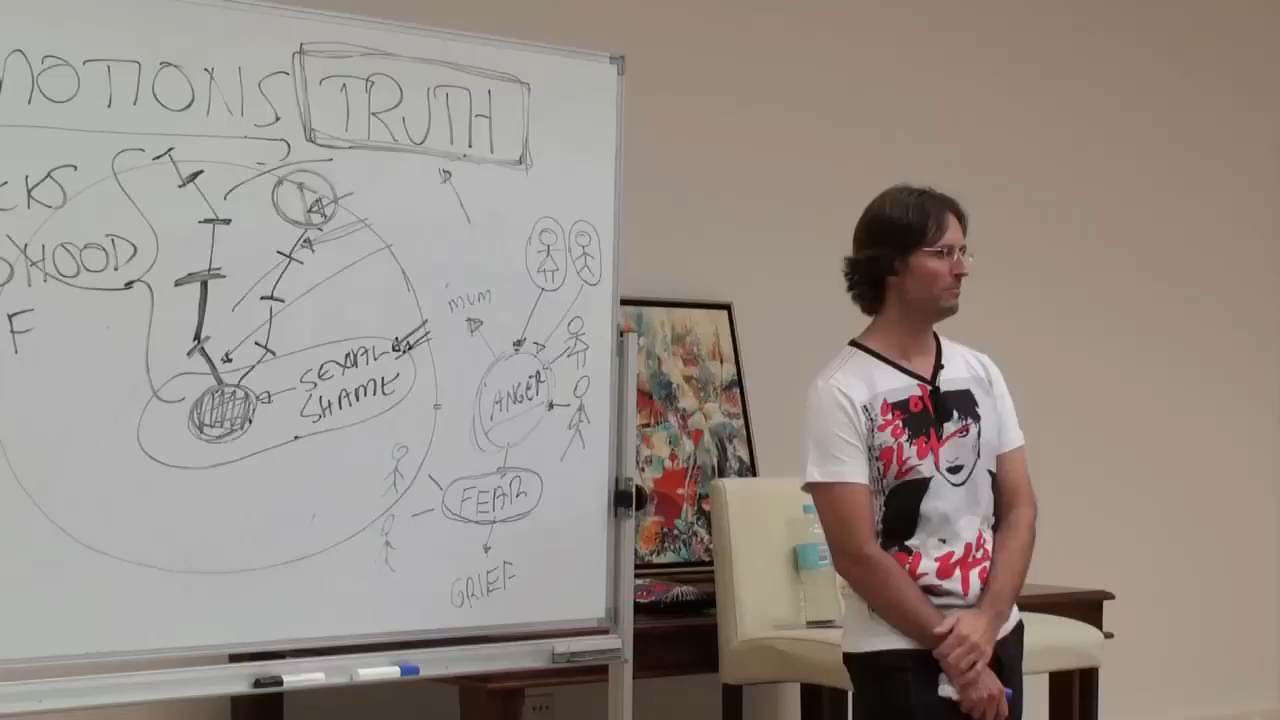 MOTIONS TRUTH
CKS
DHOOD
F
SEXUAL
SHAME
mum
ANGER
FEAR
GRIEF